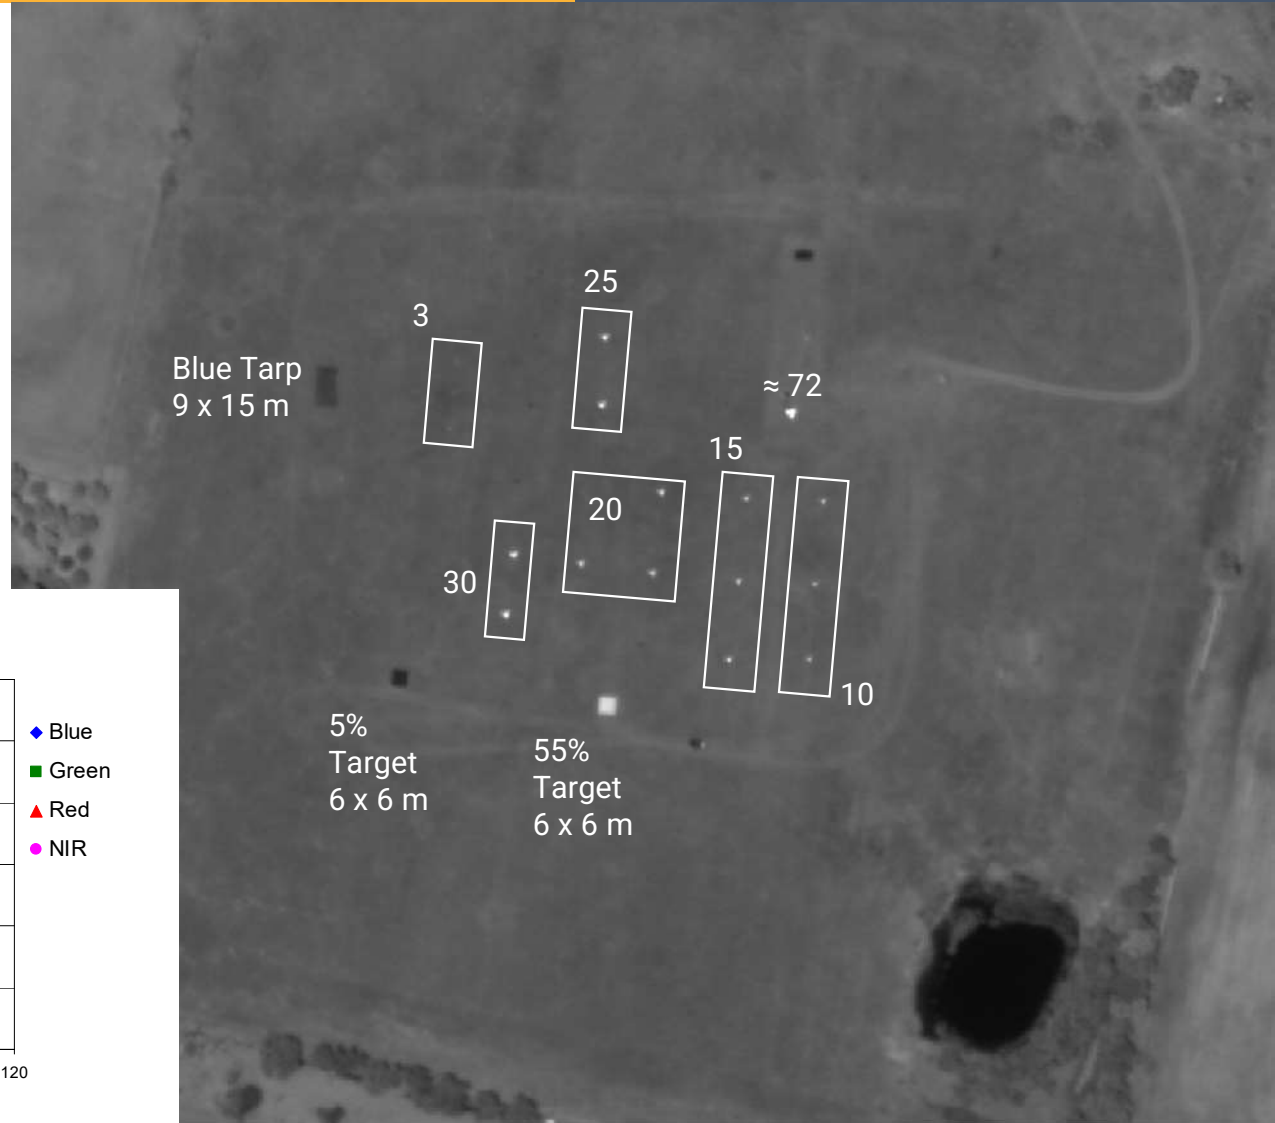 25
3
Blue Tarp
9 x 15 m
≈ 72
15
20
30
10
5%
Target
6 x 6 m
55%
Target
6 x 6 m
Blue
Green
Red
NIR
120